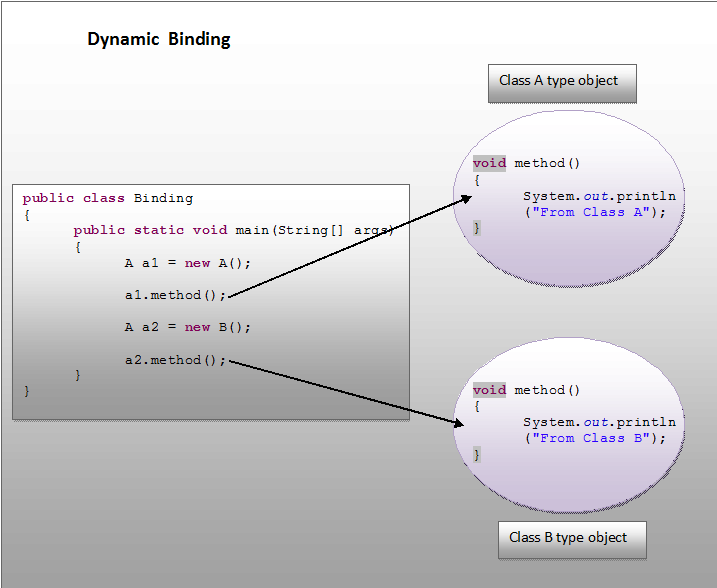 Dynamic Binding
public class Binding
{
public static void main(String[] args)
{
A a1 = new A();
a1.method();
A a2 = new B();
a2.method();
}
}
Class A type object
void method()
{
System.out.println
("From Class A");
}
void method()
{
System.out.println
("From Class B");
}
Class B type object